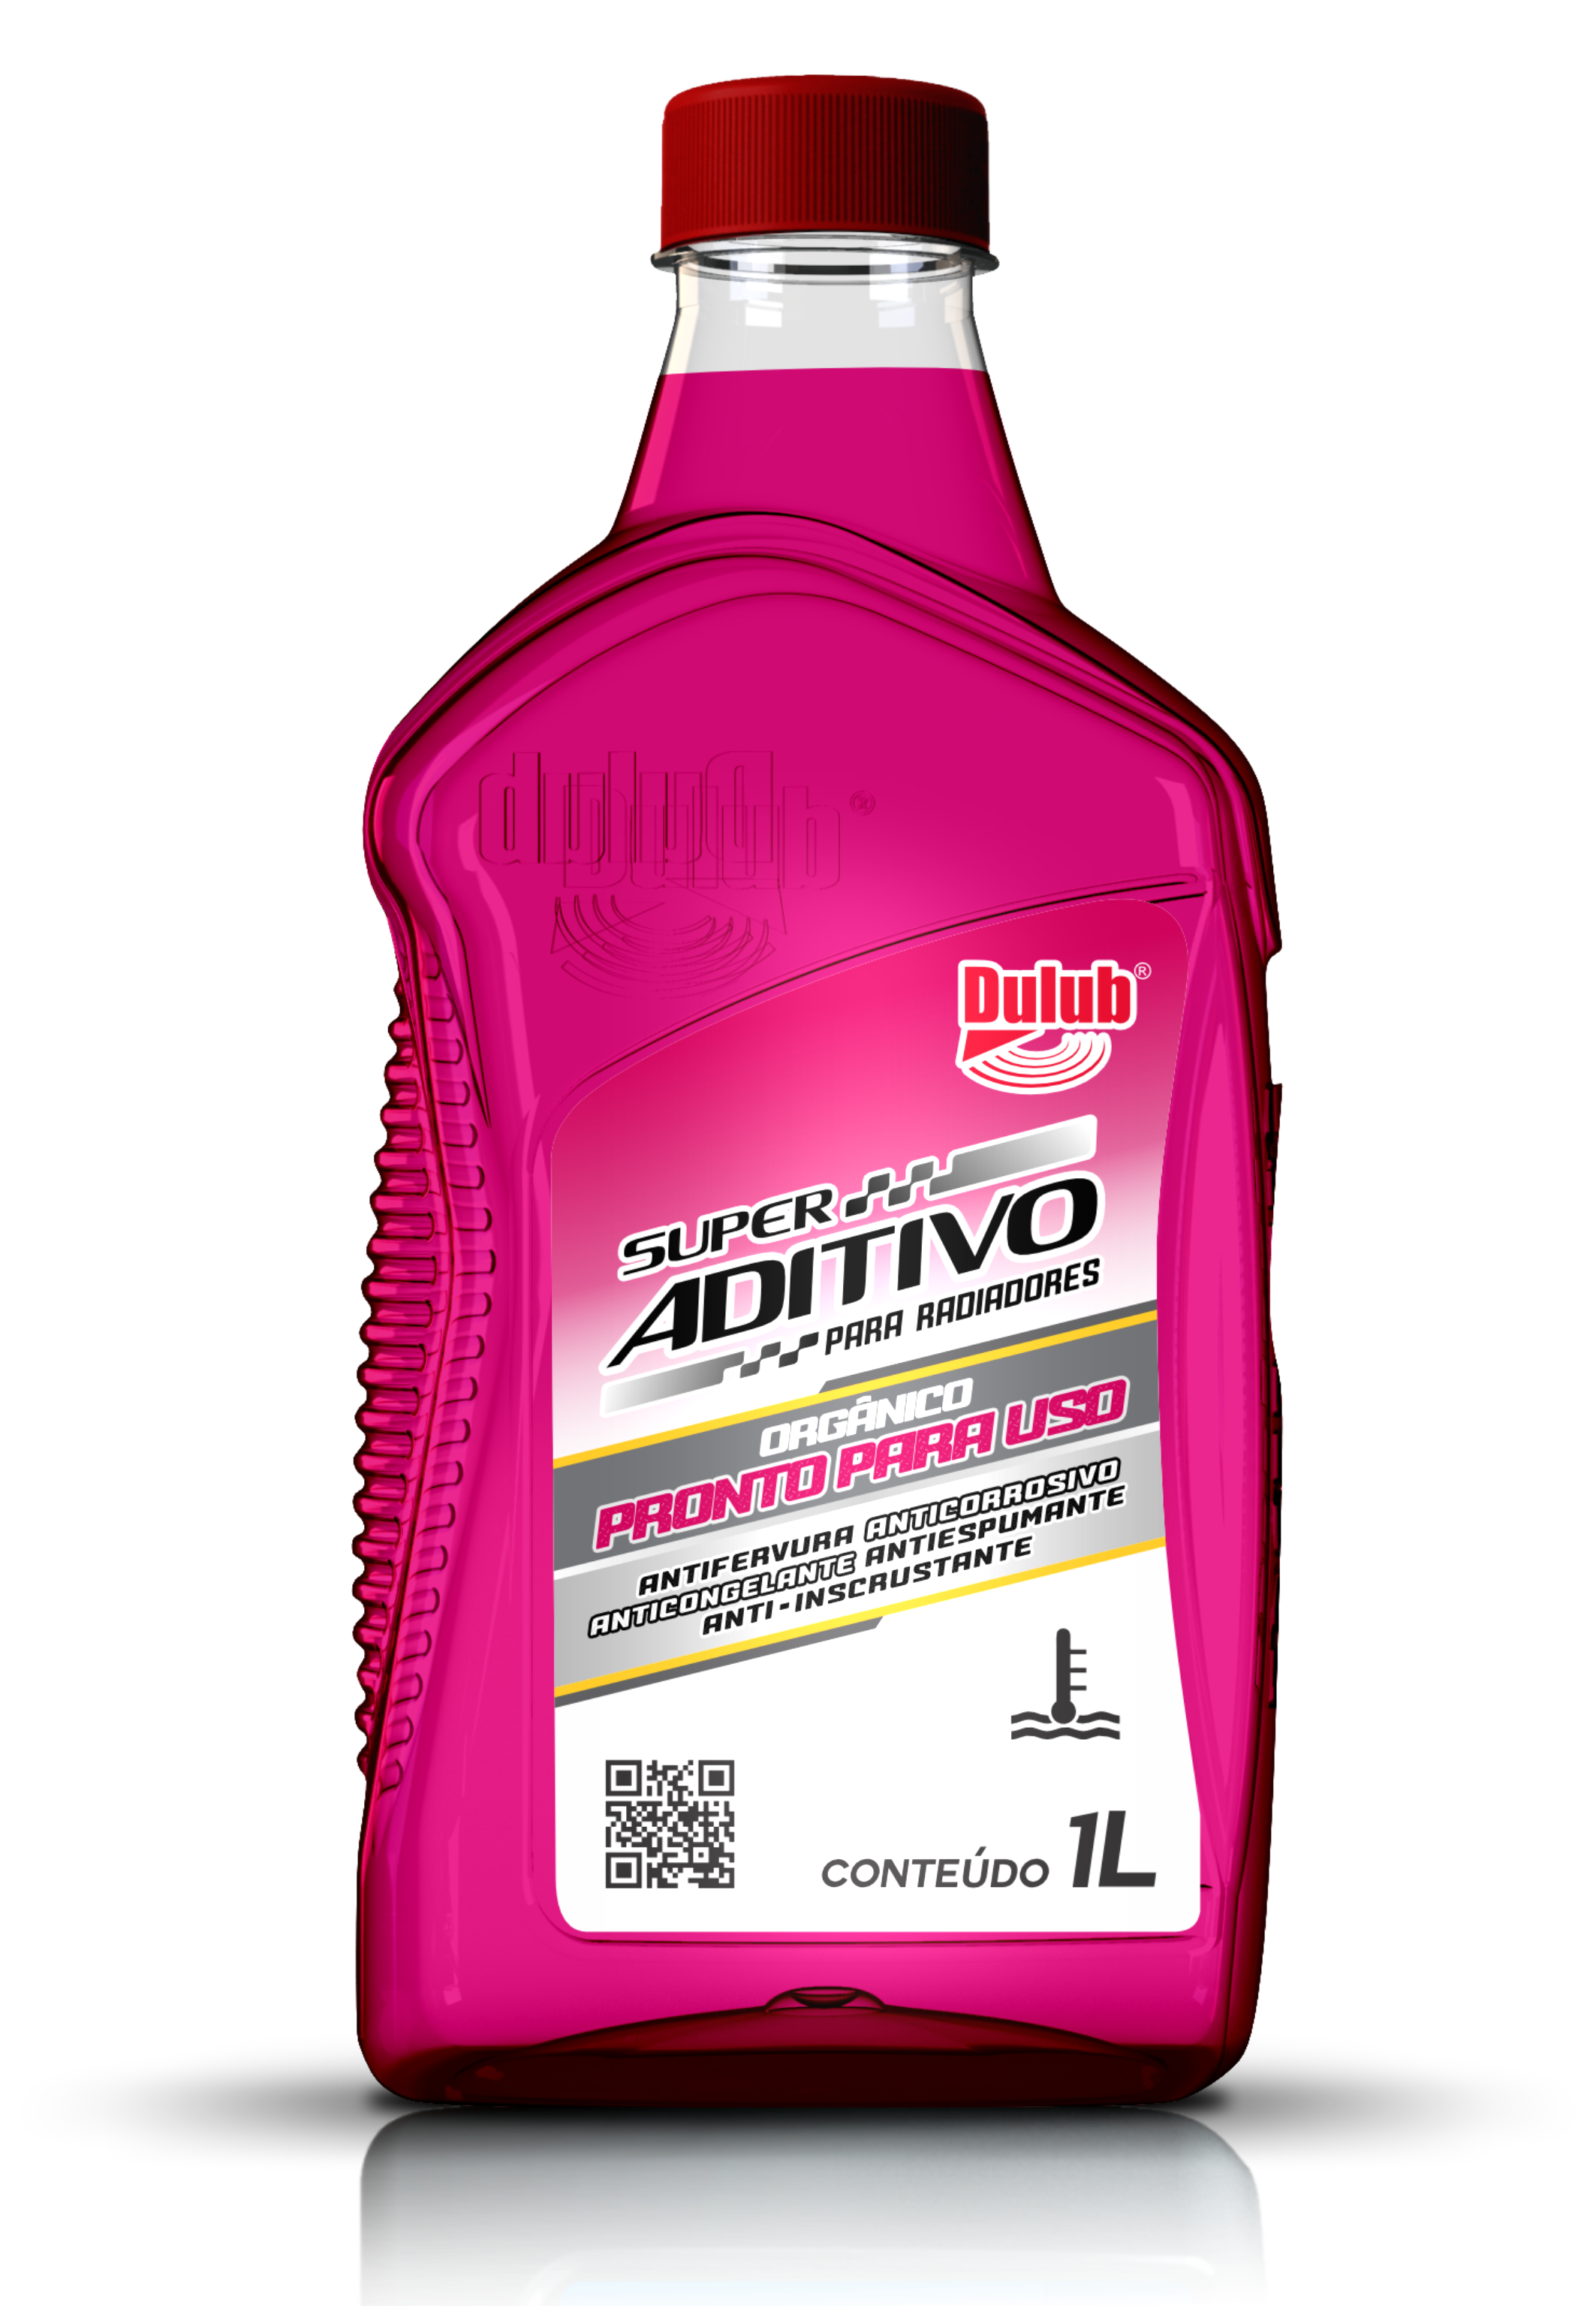 Dulub®
Dulub®
SUPER
ADITIVO
PARA RADIADORES
ORGÂNICO
PRONTO PARA USO
ANTIFERVURA ANTICORROSIVO
ANTICONGELANTE ANTIESPUMANTE
ANTI-INSCRUSTANTE
CONTEÚDO 1L